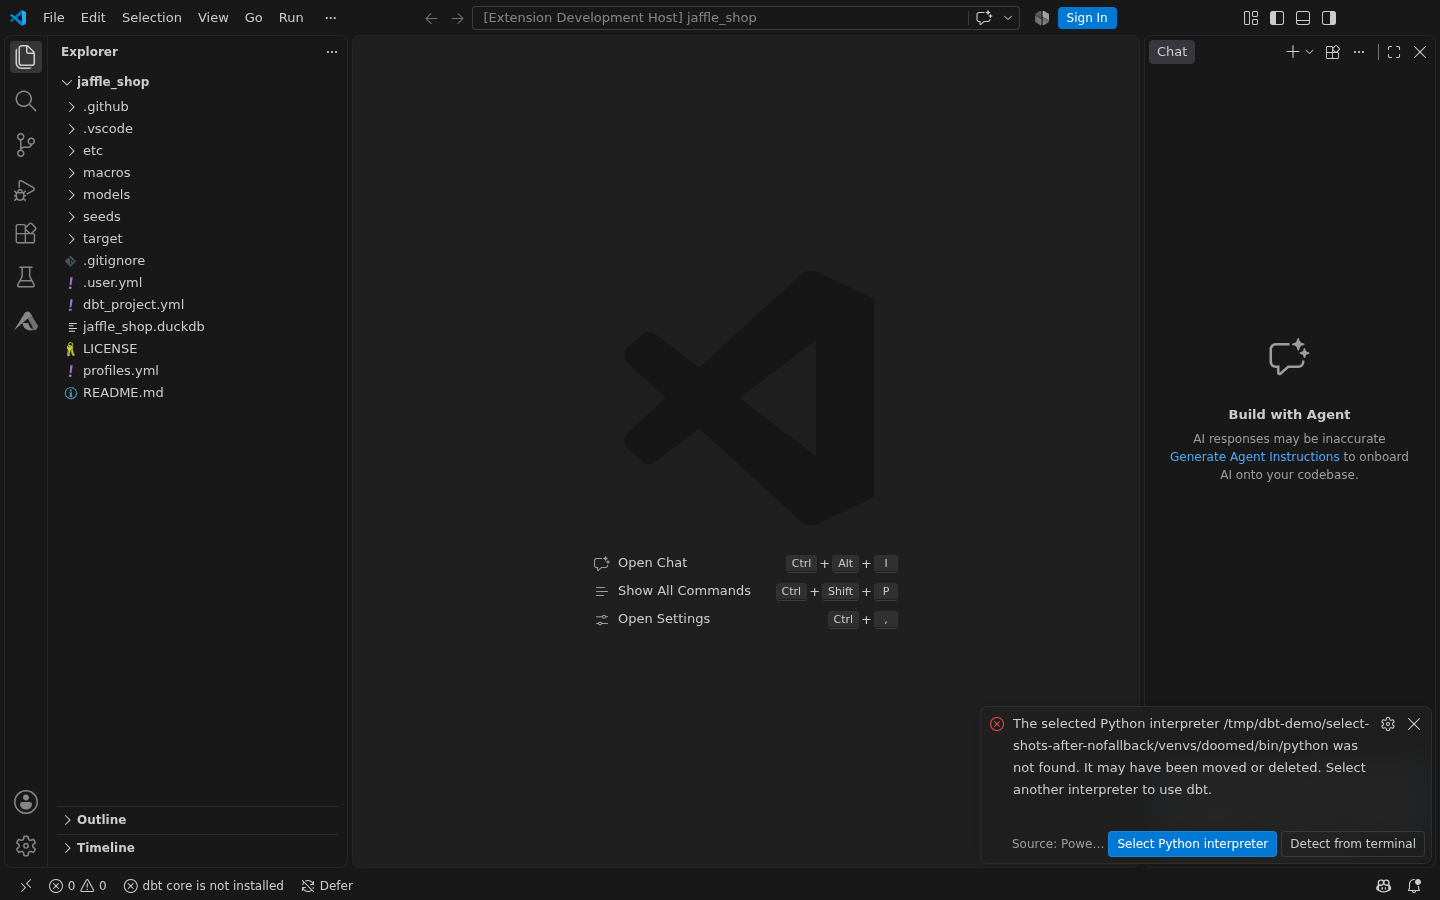 File Edit Selection View Go Run ···
[Extension Development Host] jaffle_shop
Sign In
Explorer
jaffle_shop
.github
.vscode
etc
macros
models
seeds
target
.gitignore
.user.yml
dbt_project.yml
jaffle_shop.duckdb
LICENSE
profiles.yml
README.md
Outline
Timeline
Open Chat Ctrl + Alt + I
Show All Commands Ctrl + Shift + P
Open Settings Ctrl + ,
Chat
Build with Agent
AI responses may be inaccurate
Generate Agent Instructions to onboard
AI onto your codebase.
The selected Python interpreter /tmp/dbt-demo/select-
shots-after-nofallback/venvs/doomed/bin/python was
not found. It may have been moved or deleted. Select
another interpreter to use dbt.
Source: Powe… Select Python interpreter Detect from terminal
0 0 dbt core is not installed Defer